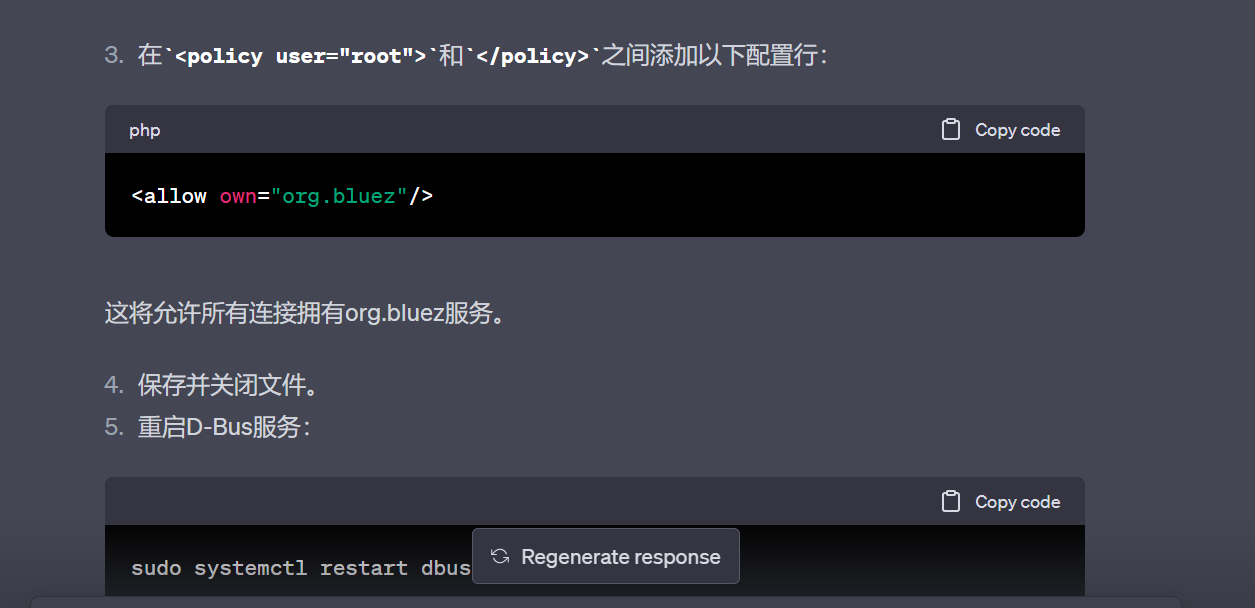 3. 在`<policy user="root">`和`</policy>`之间添加以下配置行：
php Copy code
<allow own="org.bluez"/>
这将允许所有连接拥有org.bluez服务。
4. 保存并关闭文件。
5. 重启D-Bus服务：
Copy code
Regenerate response
sudo systemctl restart dbus